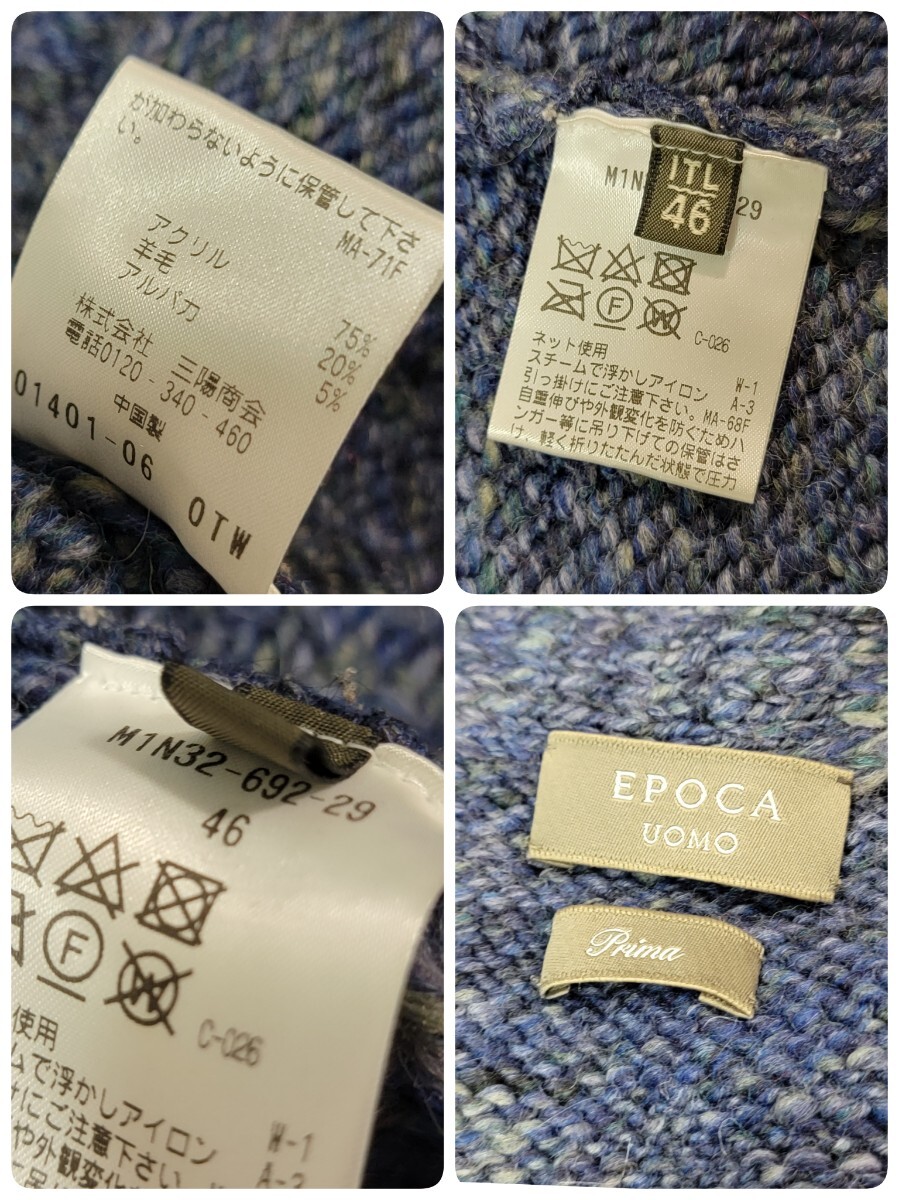 が加わらないように保管して下さ
い。
MA-71F
アクリル 75%
羊毛 20%
アルパカ 5%
株式会社 三陽商会
電話0120-340-460
中国製
01401-06
OTW
M1N
29
ITL
46
F
W
C-026
ネット使用
スチームで浮かしアイロン W-1
引っ掛けにご注意下さい。 A-3
自重伸びや外観変化を防ぐためハ MA-68F
ンガー等に吊り下げての保管はさ
け、軽く折りたたんだ状態で圧力
M1N32-692-29
46
F
W
C-026
使用
ムで浮かしアイロン W-1
にご注意下さい。 A-3
や外観変化
EPOCA
UOMO
Prima